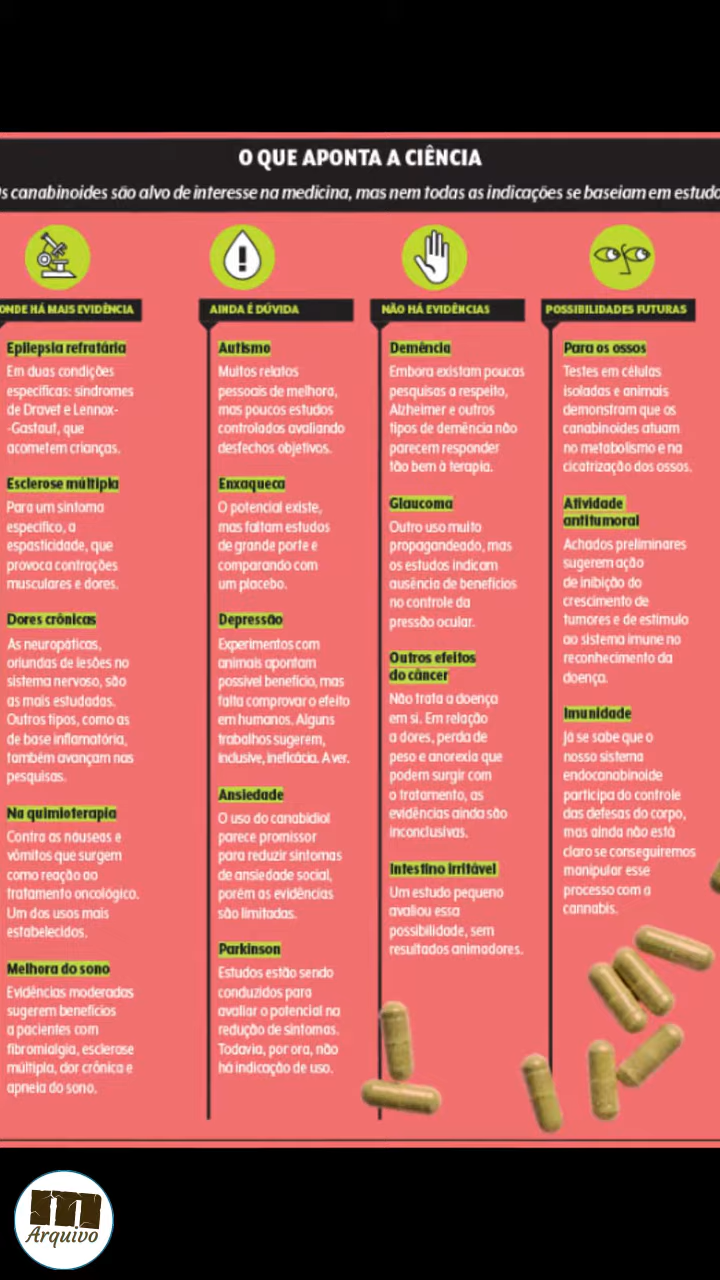 O QUE APONTA A CIÊNCIA
s canabinoides são alvo de interesse na medicina, mas nem todas as indicações se baseiam em estudo
ONDE HÁ MAIS EVIDÊNCIA
Epilepsia refratária
Em duas condições
específicas: síndromes
de Dravet e Lennox-
-Gastaut, que
acometem crianças.
Esclerose múltipla
Para um sintoma
específico, a
espasticidade, que
provoca contrações
musculares e dores.
Dores crônicas
As neuropáticas,
oriundas de lesões no
sistema nervoso, são
as mais estudadas.
Outros tipos, como as
de base inflamatória,
também avançam nas
pesquisas.
Na quimioterapia
Contra as náuseas e
vômitos que surgem
como reação ao
tratamento oncológico.
Um dos usos mais
estabelecidos.
Melhora do sono
Evidências moderadas
sugerem benefícios
a pacientes com
fibromialgia, esclerose
múltipla, dor crônica e
apneia do sono.
AINDA É DÚVIDA
Autismo
Muitos relatos
pessoais de melhora,
mas poucos estudos
controlados avaliando
desfechos objetivos.
Enxaqueca
O potencial existe,
mas faltam estudos
de grande porte e
comparando com
um placebo.
Depressão
Experimentos com
animais apontam
possível benefício, mas
falta comprovar o efeito
em humanos. Alguns
trabalhos sugerem,
inclusive, ineficácia. A ver.
Ansiedade
O uso do canabidiol
parece promissor
para reduzir sintomas
de ansiedade social,
porém as evidências
são limitadas.
Parkinson
Estudos estão sendo
conduzidos para
avaliar o potencial na
redução de sintomas.
Todavia, por ora, não
há indicação de uso.
NÃO HÁ EVIDÊNCIAS
Demência
Embora existam poucas
pesquisas a respeito,
Alzheimer e outros
tipos de demência não
parecem responder
tão bem à terapia.
Glaucoma
Outro uso muito
propagandeado, mas
os estudos indicam
ausência de benefícios
no controle da
pressão ocular.
Outros efeitos
do câncer
Não trata a doença
em si. Em relação
a dores, perda de
peso e anorexia que
podem surgir com
o tratamento, as
evidências ainda são
inconclusivas.
Intestino irritável
Um estudo pequeno
avaliou essa
possibilidade, sem
resultados animadores.
POSSIBILIDADES FUTURAS
Para os ossos
Testes em células
isoladas e animais
demonstram que os
canabinoides atuam
no metabolismo e na
cicatrização dos ossos.
Atividade
antitumoral
Achados preliminares
sugerem ação
de inibição do
crescimento de
tumores e de estímulo
ao sistema imune no
reconhecimento da
doença.
Imunidade
Já se sabe que o
nosso sistema
endocanabinoide
participa do controle
das defesas do corpo,
mas ainda não está
claro se conseguiremos
manipular esse
processo com a
cannabis.
m
Arquivo